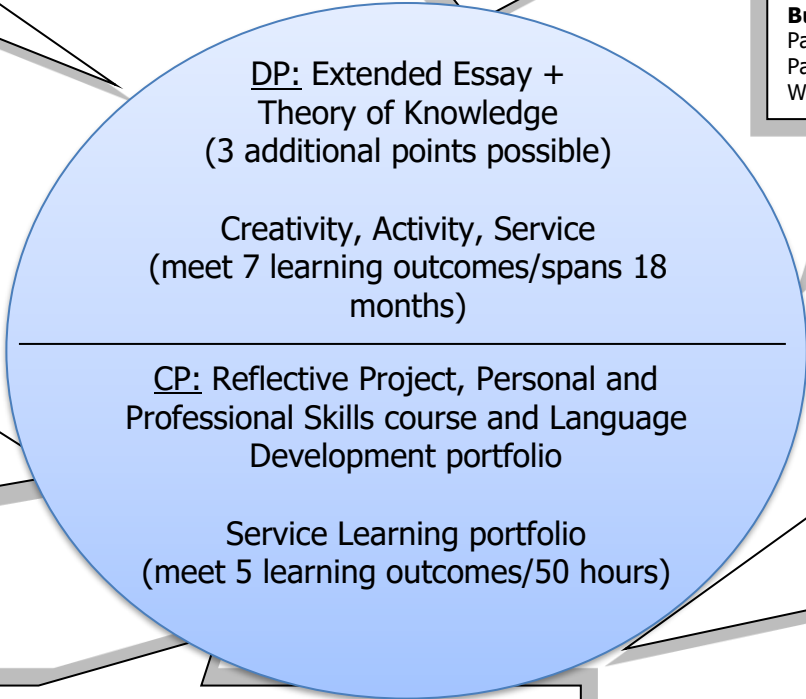 DP: Extended Essay +
Theory of Knowledge
(3 additional points possible)
Creativity, Activity, Service
(meet 7 learning outcomes/spans 18
months)
CP: Reflective Project, Personal and
Professional Skills course and Language
Development portfolio
Service Learning portfolio
(meet 5 learning outcomes/50 hours)